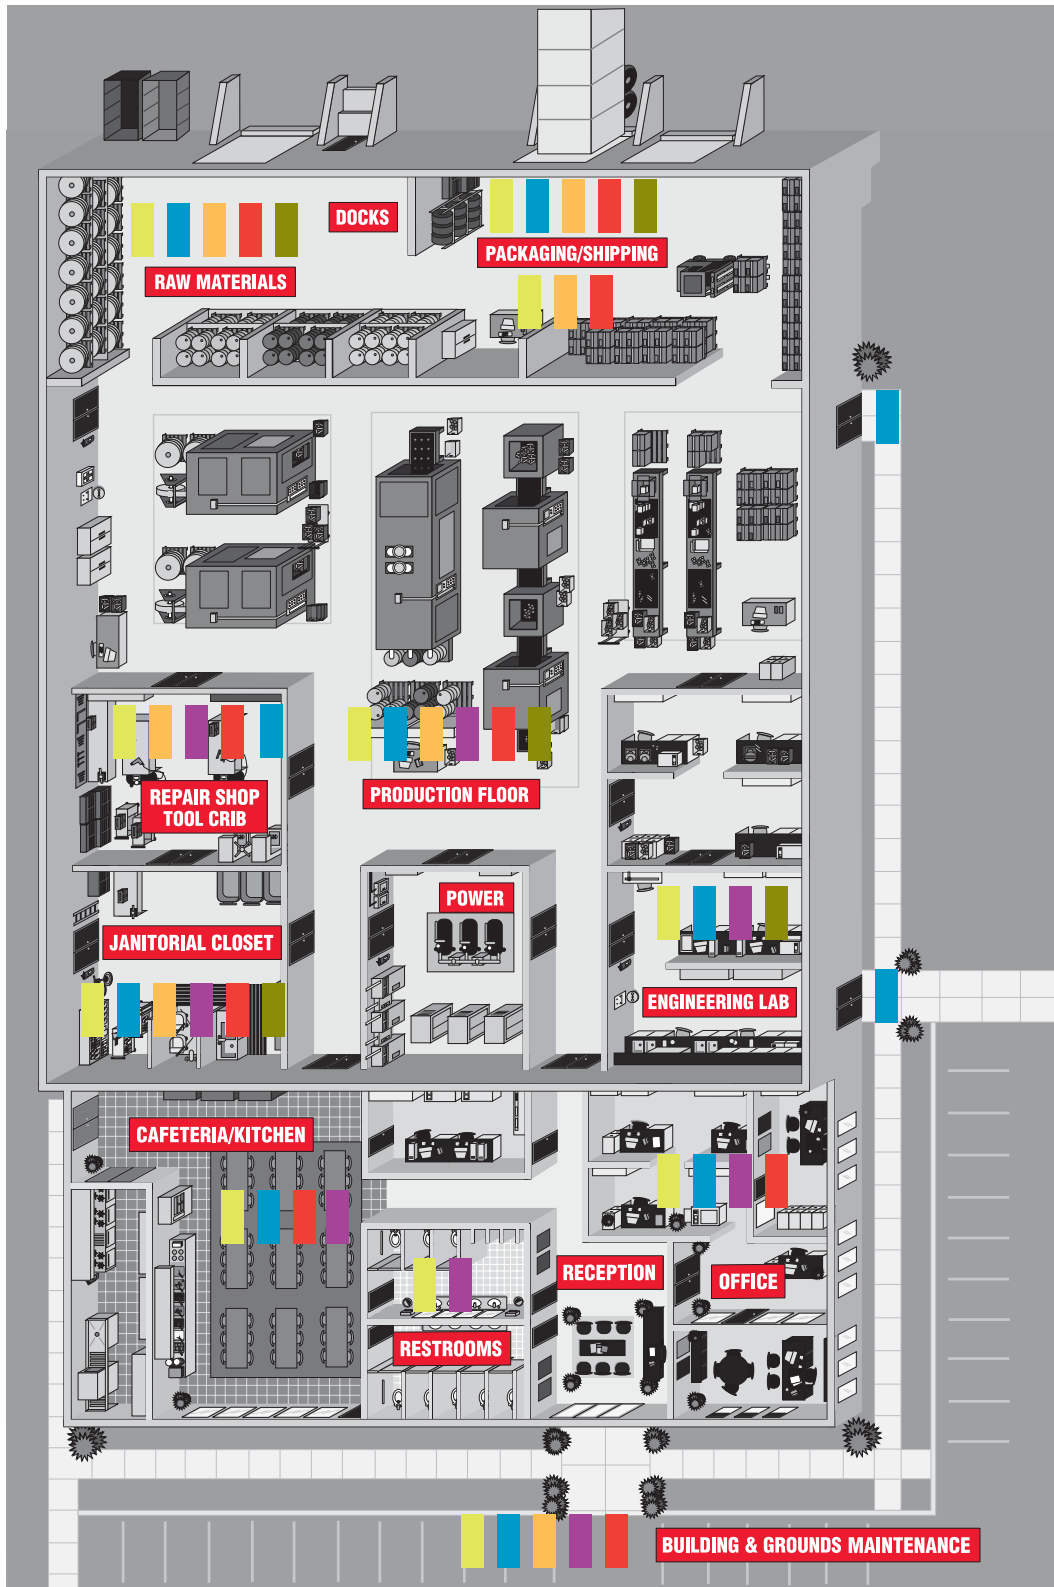 DOCKS
PACKAGING/SHIPPING
RAW MATERIALS
REPAIR SHOP
TOOL CRIB
PRODUCTION FLOOR
POWER
JANITORIAL CLOSET
ENGINEERING LAB
CAFETERIA/KITCHEN
RECEPTION
OFFICE
RESTROOMS
BUILDING & GROUNDS MAINTENANCE